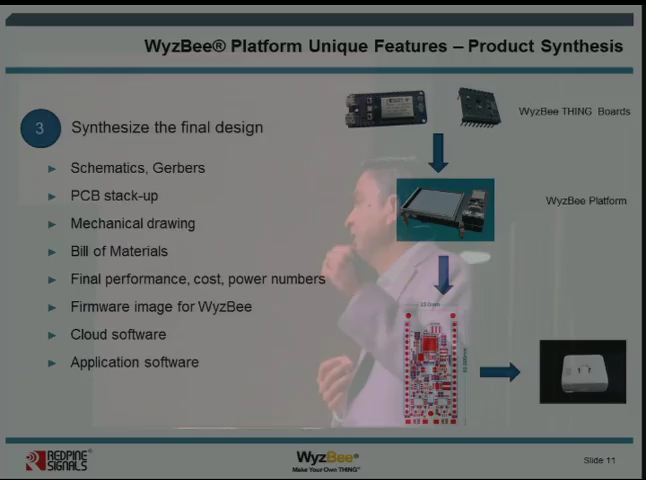 WyzBee® Platform Unique Features – Product Synthesis
3
Synthesize the final design
Schematics, Gerbers
PCB stack-up
Mechanical drawing
Bill of Materials
Final performance, cost, power numbers
Firmware image for WyzBee
Cloud software
Application software
WyzBee THING Boards
WyzBee Platform
REDPINE®
SIGNALS
WyzBee®
Make Your Own THING™
Slide 11